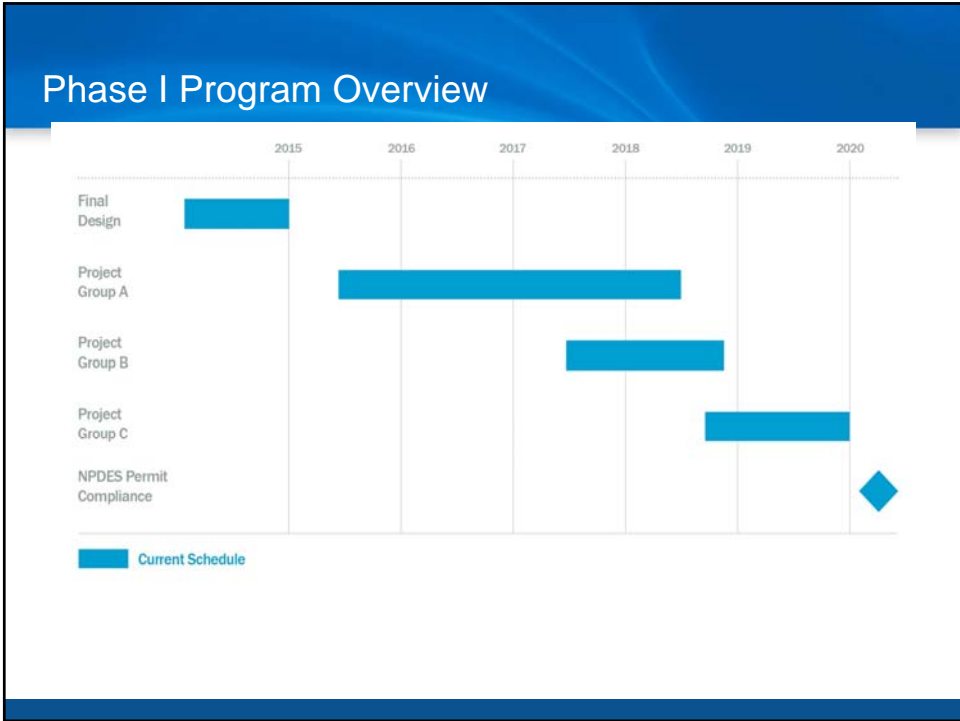 Phase I Program Overview
2015 2016 2017 2018 2019 2020
Final
Design
Project
Group A
Project
Group B
Project
Group C
NPDES Permit
Compliance
Current Schedule